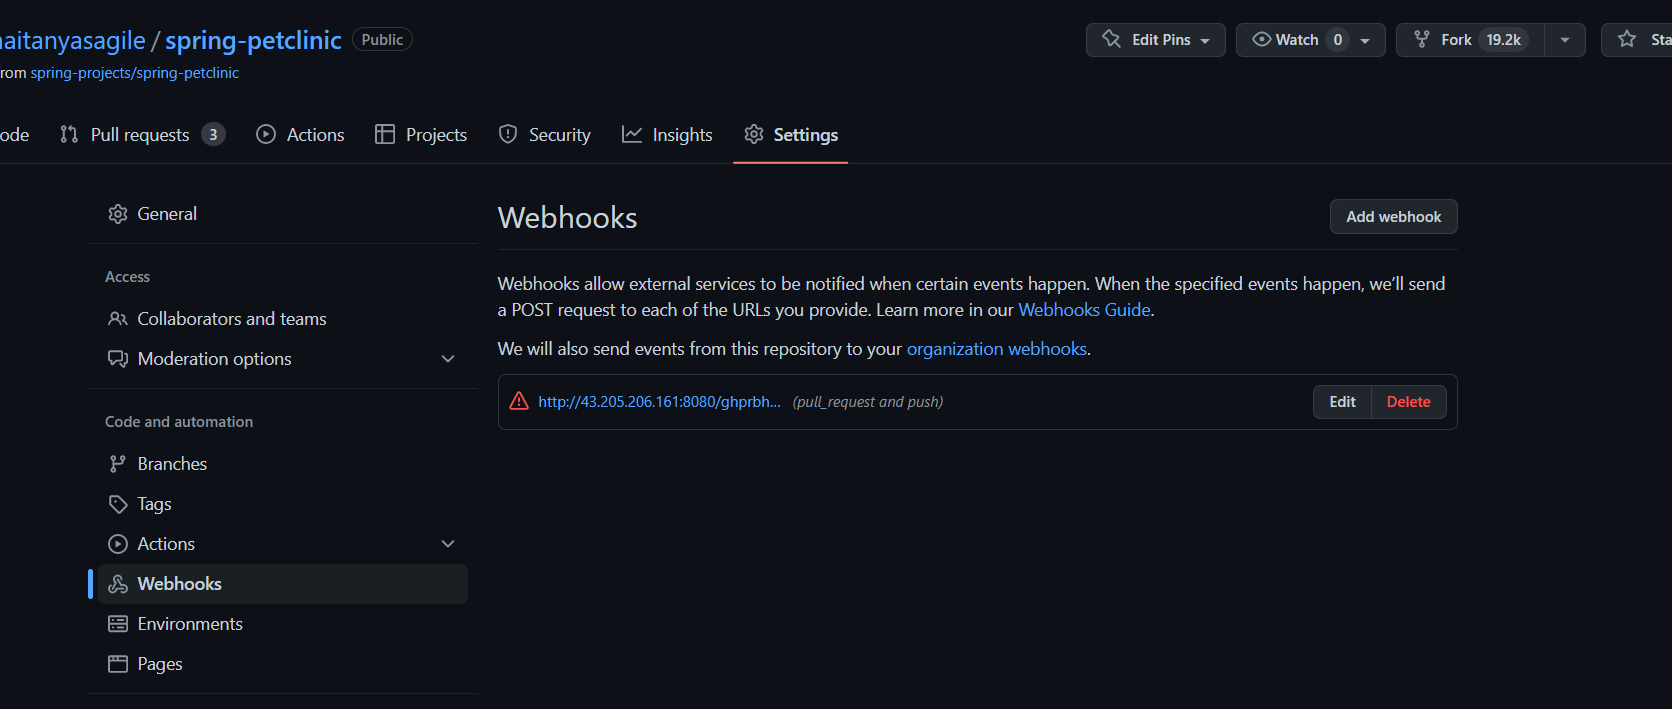 aitanyasagile / spring-petclinic Public
Edit Pins Watch 0 Fork 19.2k Sta
rom spring-projects/spring-petclinic
ode Pull requests 3 Actions Projects Security Insights Settings
General
Access
Collaborators and teams
Moderation options
Code and automation
Branches
Tags
Actions
Webhooks
Environments
Pages
Webhooks
Add webhook
Webhooks allow external services to be notified when certain events happen. When the specified events happen, we’ll send
a POST request to each of the URLs you provide. Learn more in our Webhooks Guide.
We will also send events from this repository to your organization webhooks.
http://43.205.206.161:8080/ghprbh... (pull_request and push)
Edit Delete